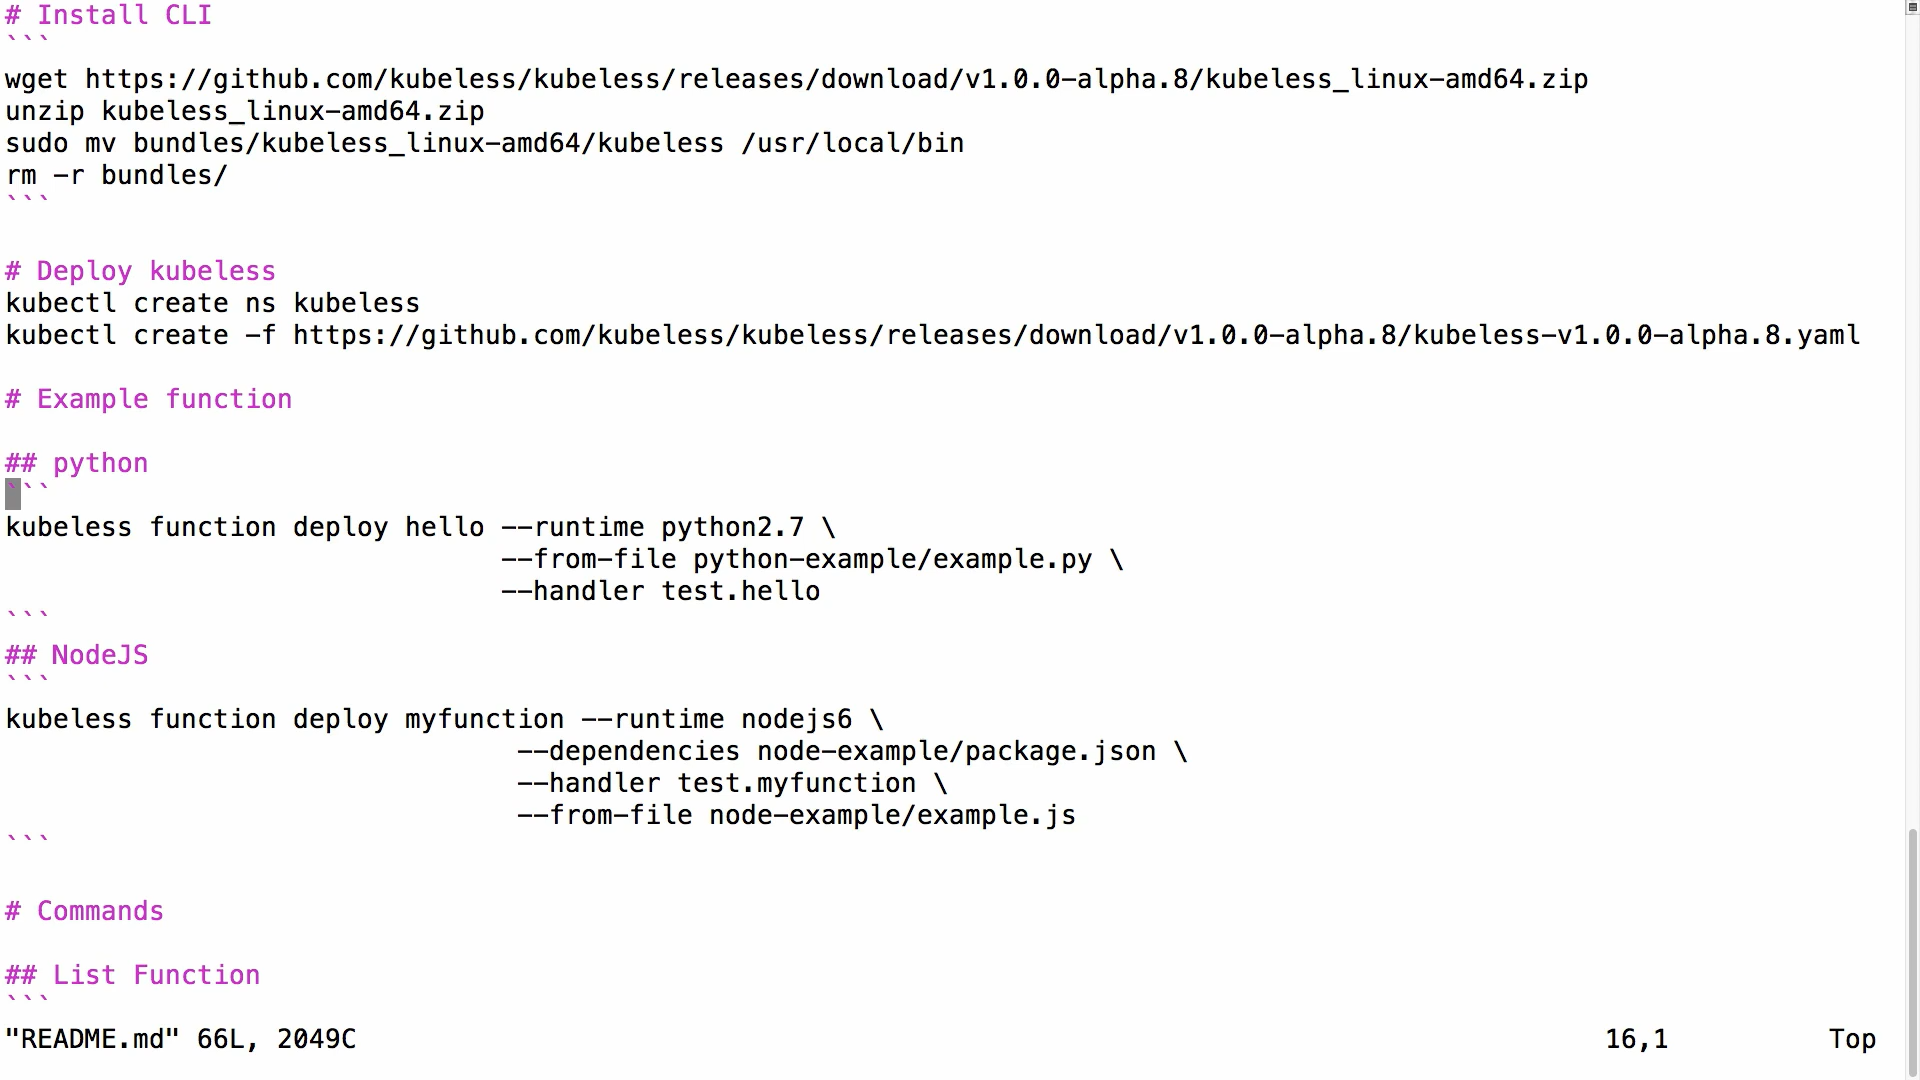 # Install CLI
```
wget https://github.com/kubeless/kubeless/releases/download/v1.0.0-alpha.8/kubeless_linux-amd64.zip
unzip kubeless_linux-amd64.zip
sudo mv bundles/kubeless_linux-amd64/kubeless /usr/local/bin
rm -r bundles/
```
# Deploy kubeless
kubectl create ns kubeless
kubectl create -f https://github.com/kubeless/kubeless/releases/download/v1.0.0-alpha.8/kubeless-v1.0.0-alpha.8.yaml
# Example function
## python
```
kubeless function deploy hello --runtime python2.7 \
--from-file python-example/example.py \
--handler test.hello
```
## NodeJS
```
kubeless function deploy myfunction --runtime nodejs6 \
--dependencies node-example/package.json \
--handler test.myfunction \
--from-file node-example/example.js
```
# Commands
## List Function
```
"README.md" 66L, 2049C 16,1 Top